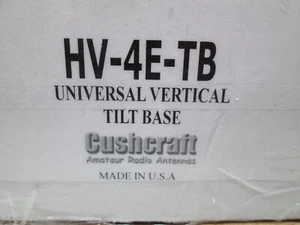 HV-4E-TB
UNIVERSAL VERTICAL
TILT BASE
Cushcraft
Amateur Radio Antennas
MADE IN U.S.A